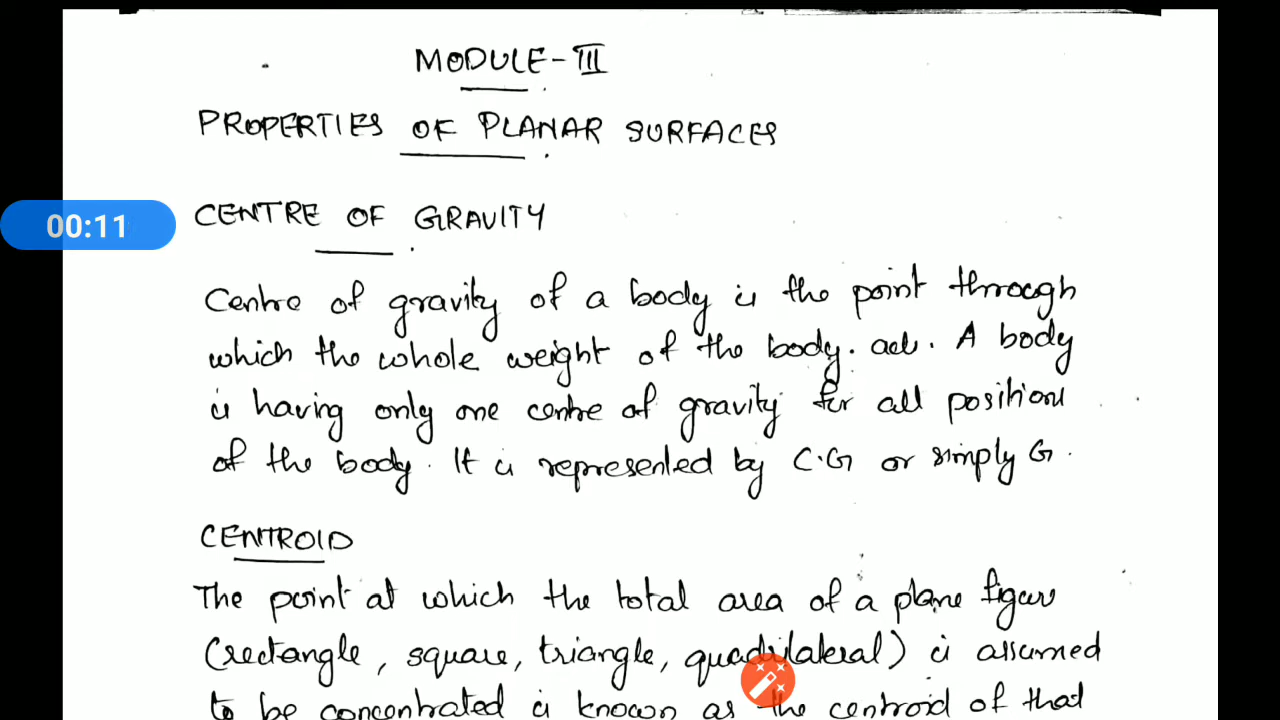 MODULE-III
PROPERTIES OF PLANAR SURFACES
00:11
CENTRE OF GRAVITY
Centre of gravity of a body is the point through
which the whole weight of the body. acts. A body
is having only one centre of gravity for all positions
of the body. It is represented by C.G or simply G.
CENTROID
The point at which the total area of a plane figure
(rectangle, square, triangle, quadrilateral) is assumed
to be concentrated is known as the centroid of that